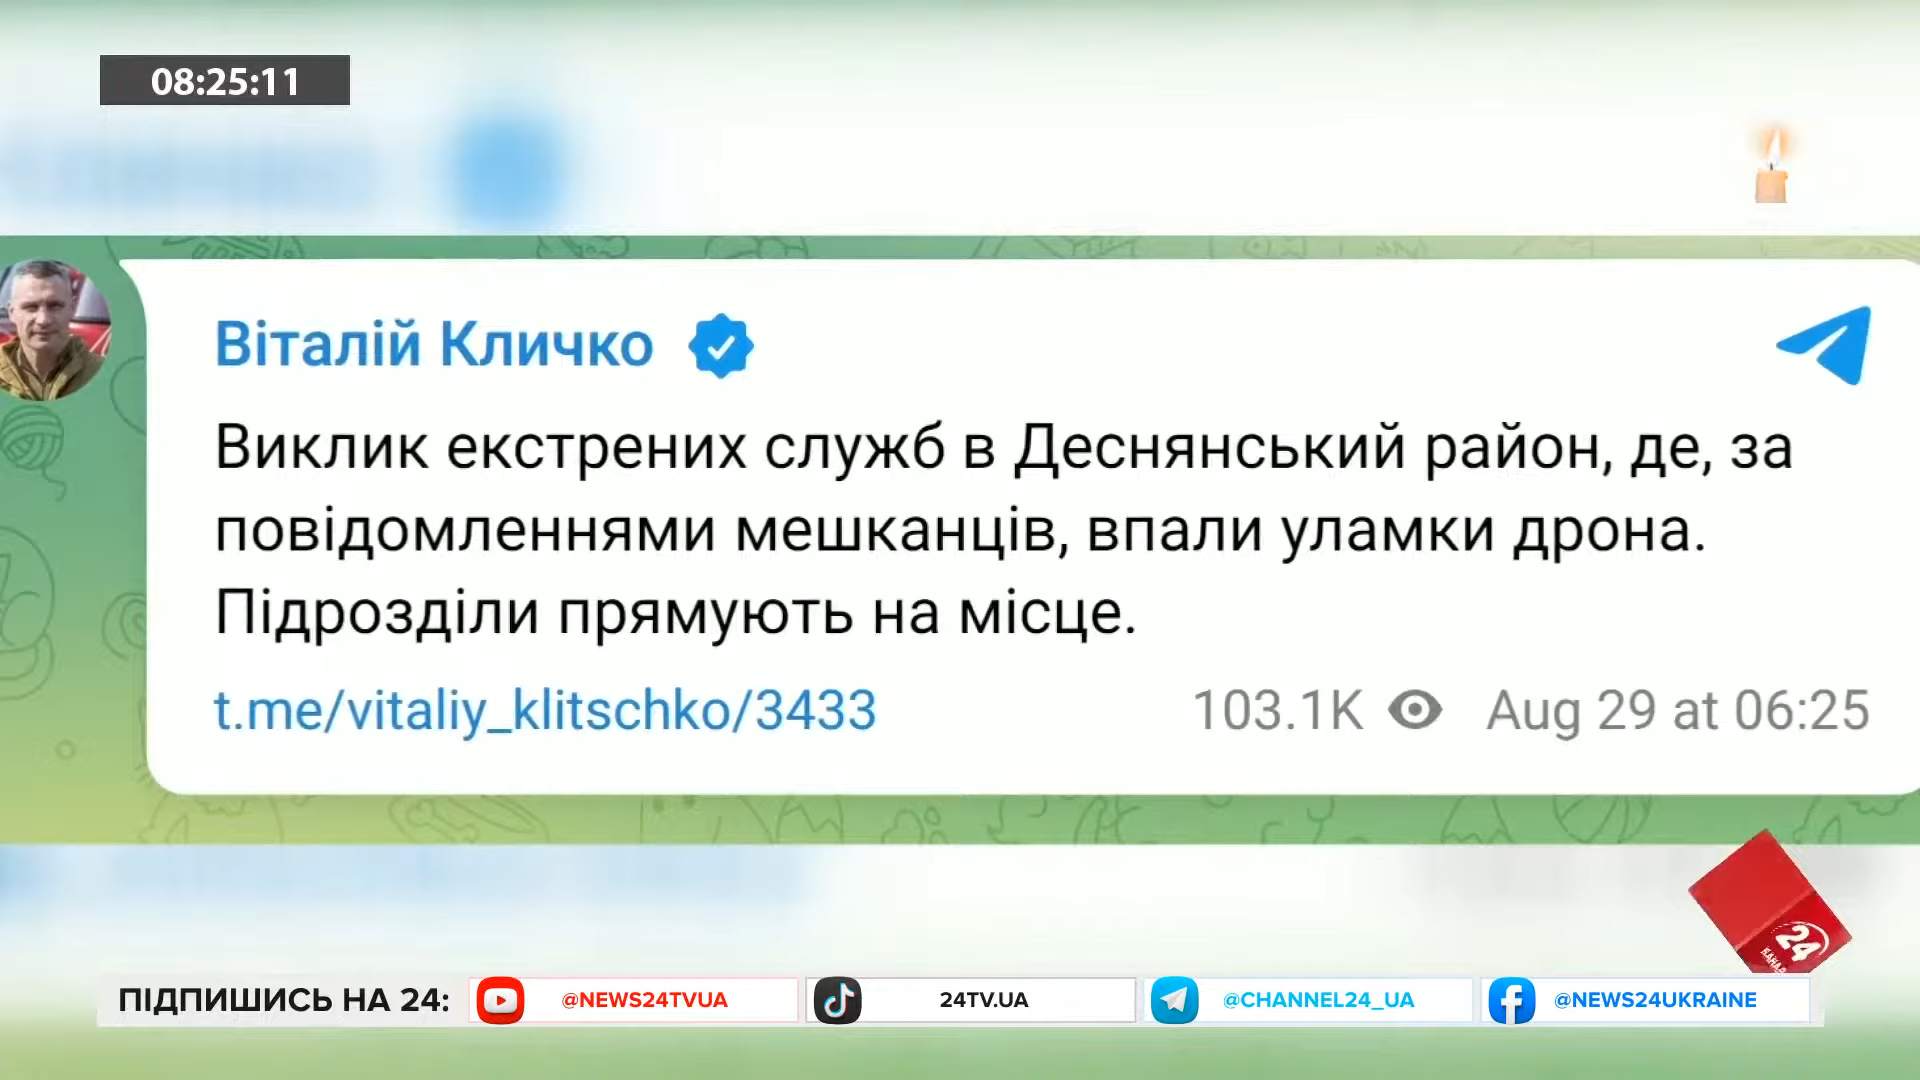 08:25:11
Віталій Кличко
Виклик екстрених служб в Деснянський район, де, за
повідомленнями мешканців, впали уламки дрона.
Підрозділи прямують на місце.
t.me/vitaliy_klitschko/3433 103.1K Aug 29 at 06:25
24
КАНАЛ
ПІДПИШИСЬ НА 24: @NEWS24TVUA 24TV.UA @CHANNEL24_UA @NEWS24UKRAINE